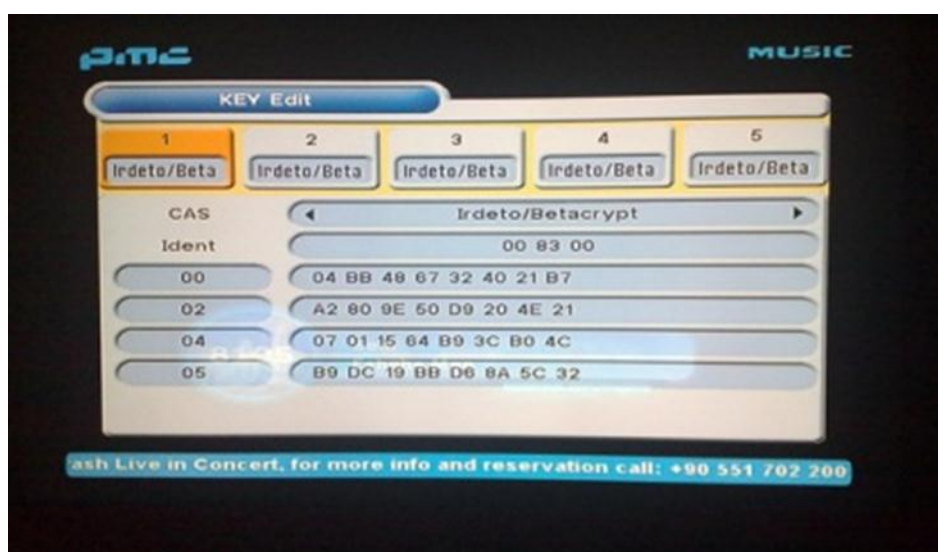 pmc MUSIC
KEY Edit
1 2 3 4 5
Irdeto/Beta Irdeto/Beta Irdeto/Beta Irdeto/Beta Irdeto/Beta
CAS Irdeto/Betacrypt
Ident 00 83 00
00 04 BB 48 67 32 40 21 B7
02 A2 80 9E 50 D9 20 4E 21
04 07 01 15 64 B9 3C B0 4C
05 B9 DC 19 BB D6 8A 5C 32
ash Live in Concert, for more info and reservation call: +90 551 702 200